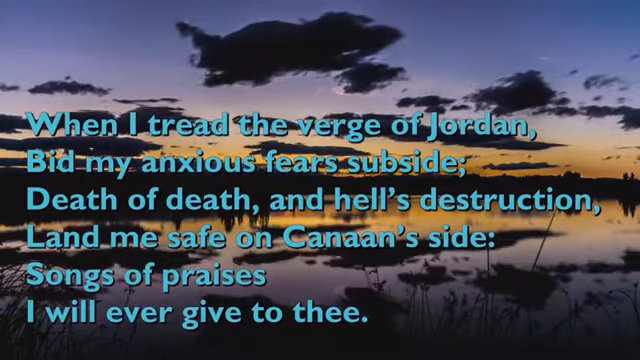 When I tread the verge of Jordan,
Bid my anxious fears subside;
Death of death, and hell's destruction,
Land me safe on Canaan's side:
Songs of praises
I will ever give to thee.